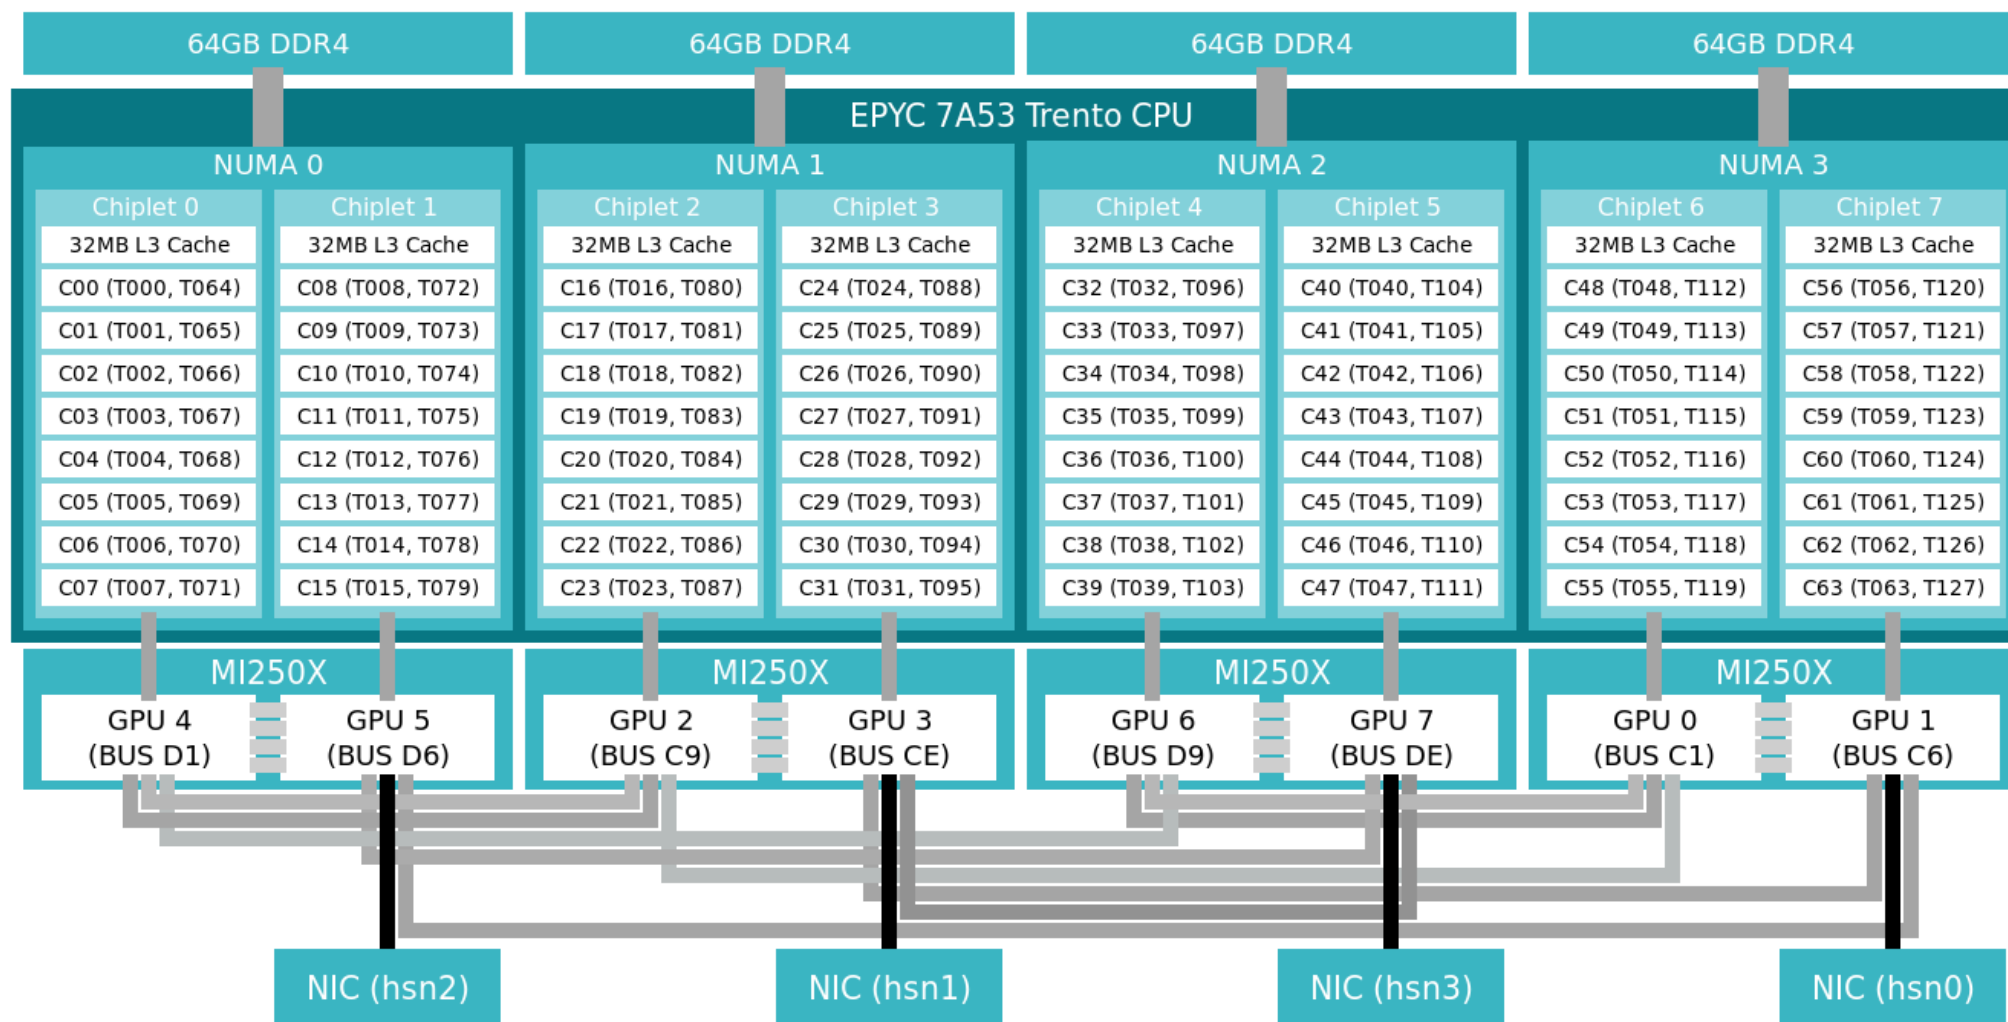 64GB DDR4 64GB DDR4 64GB DDR4 64GB DDR4
EPYC 7A53 Trento CPU
NUMA 0 NUMA 1 NUMA 2 NUMA 3
Chiplet 0 Chiplet 1 Chiplet 2 Chiplet 3 Chiplet 4 Chiplet 5 Chiplet 6 Chiplet 7
32MB L3 Cache 32MB L3 Cache 32MB L3 Cache 32MB L3 Cache 32MB L3 Cache 32MB L3 Cache 32MB L3 Cache 32MB L3 Cache
C00 (T000, T064) C08 (T008, T072) C16 (T016, T080) C24 (T024, T088) C32 (T032, T096) C40 (T040, T104) C48 (T048, T112) C56 (T056, T120)
C01 (T001, T065) C09 (T009, T073) C17 (T017, T081) C25 (T025, T089) C33 (T033, T097) C41 (T041, T105) C49 (T049, T113) C57 (T057, T121)
C02 (T002, T066) C10 (T010, T074) C18 (T018, T082) C26 (T026, T090) C34 (T034, T098) C42 (T042, T106) C50 (T050, T114) C58 (T058, T122)
C03 (T003, T067) C11 (T011, T075) C19 (T019, T083) C27 (T027, T091) C35 (T035, T099) C43 (T043, T107) C51 (T051, T115) C59 (T059, T123)
C04 (T004, T068) C12 (T012, T076) C20 (T020, T084) C28 (T028, T092) C36 (T036, T100) C44 (T044, T108) C52 (T052, T116) C60 (T060, T124)
C05 (T005, T069) C13 (T013, T077) C21 (T021, T085) C29 (T029, T093) C37 (T037, T101) C45 (T045, T109) C53 (T053, T117) C61 (T061, T125)
C06 (T006, T070) C14 (T014, T078) C22 (T022, T086) C30 (T030, T094) C38 (T038, T102) C46 (T046, T110) C54 (T054, T118) C62 (T062, T126)
C07 (T007, T071) C15 (T015, T079) C23 (T023, T087) C31 (T031, T095) C39 (T039, T103) C47 (T047, T111) C55 (T055, T119) C63 (T063, T127)
MI250X MI250X MI250X MI250X
GPU 4 GPU 5 GPU 2 GPU 3 GPU 6 GPU 7 GPU 0 GPU 1
(BUS D1) (BUS D6) (BUS C9) (BUS CE) (BUS D9) (BUS DE) (BUS C1) (BUS C6)
NIC (hsn2) NIC (hsn1) NIC (hsn3) NIC (hsn0)